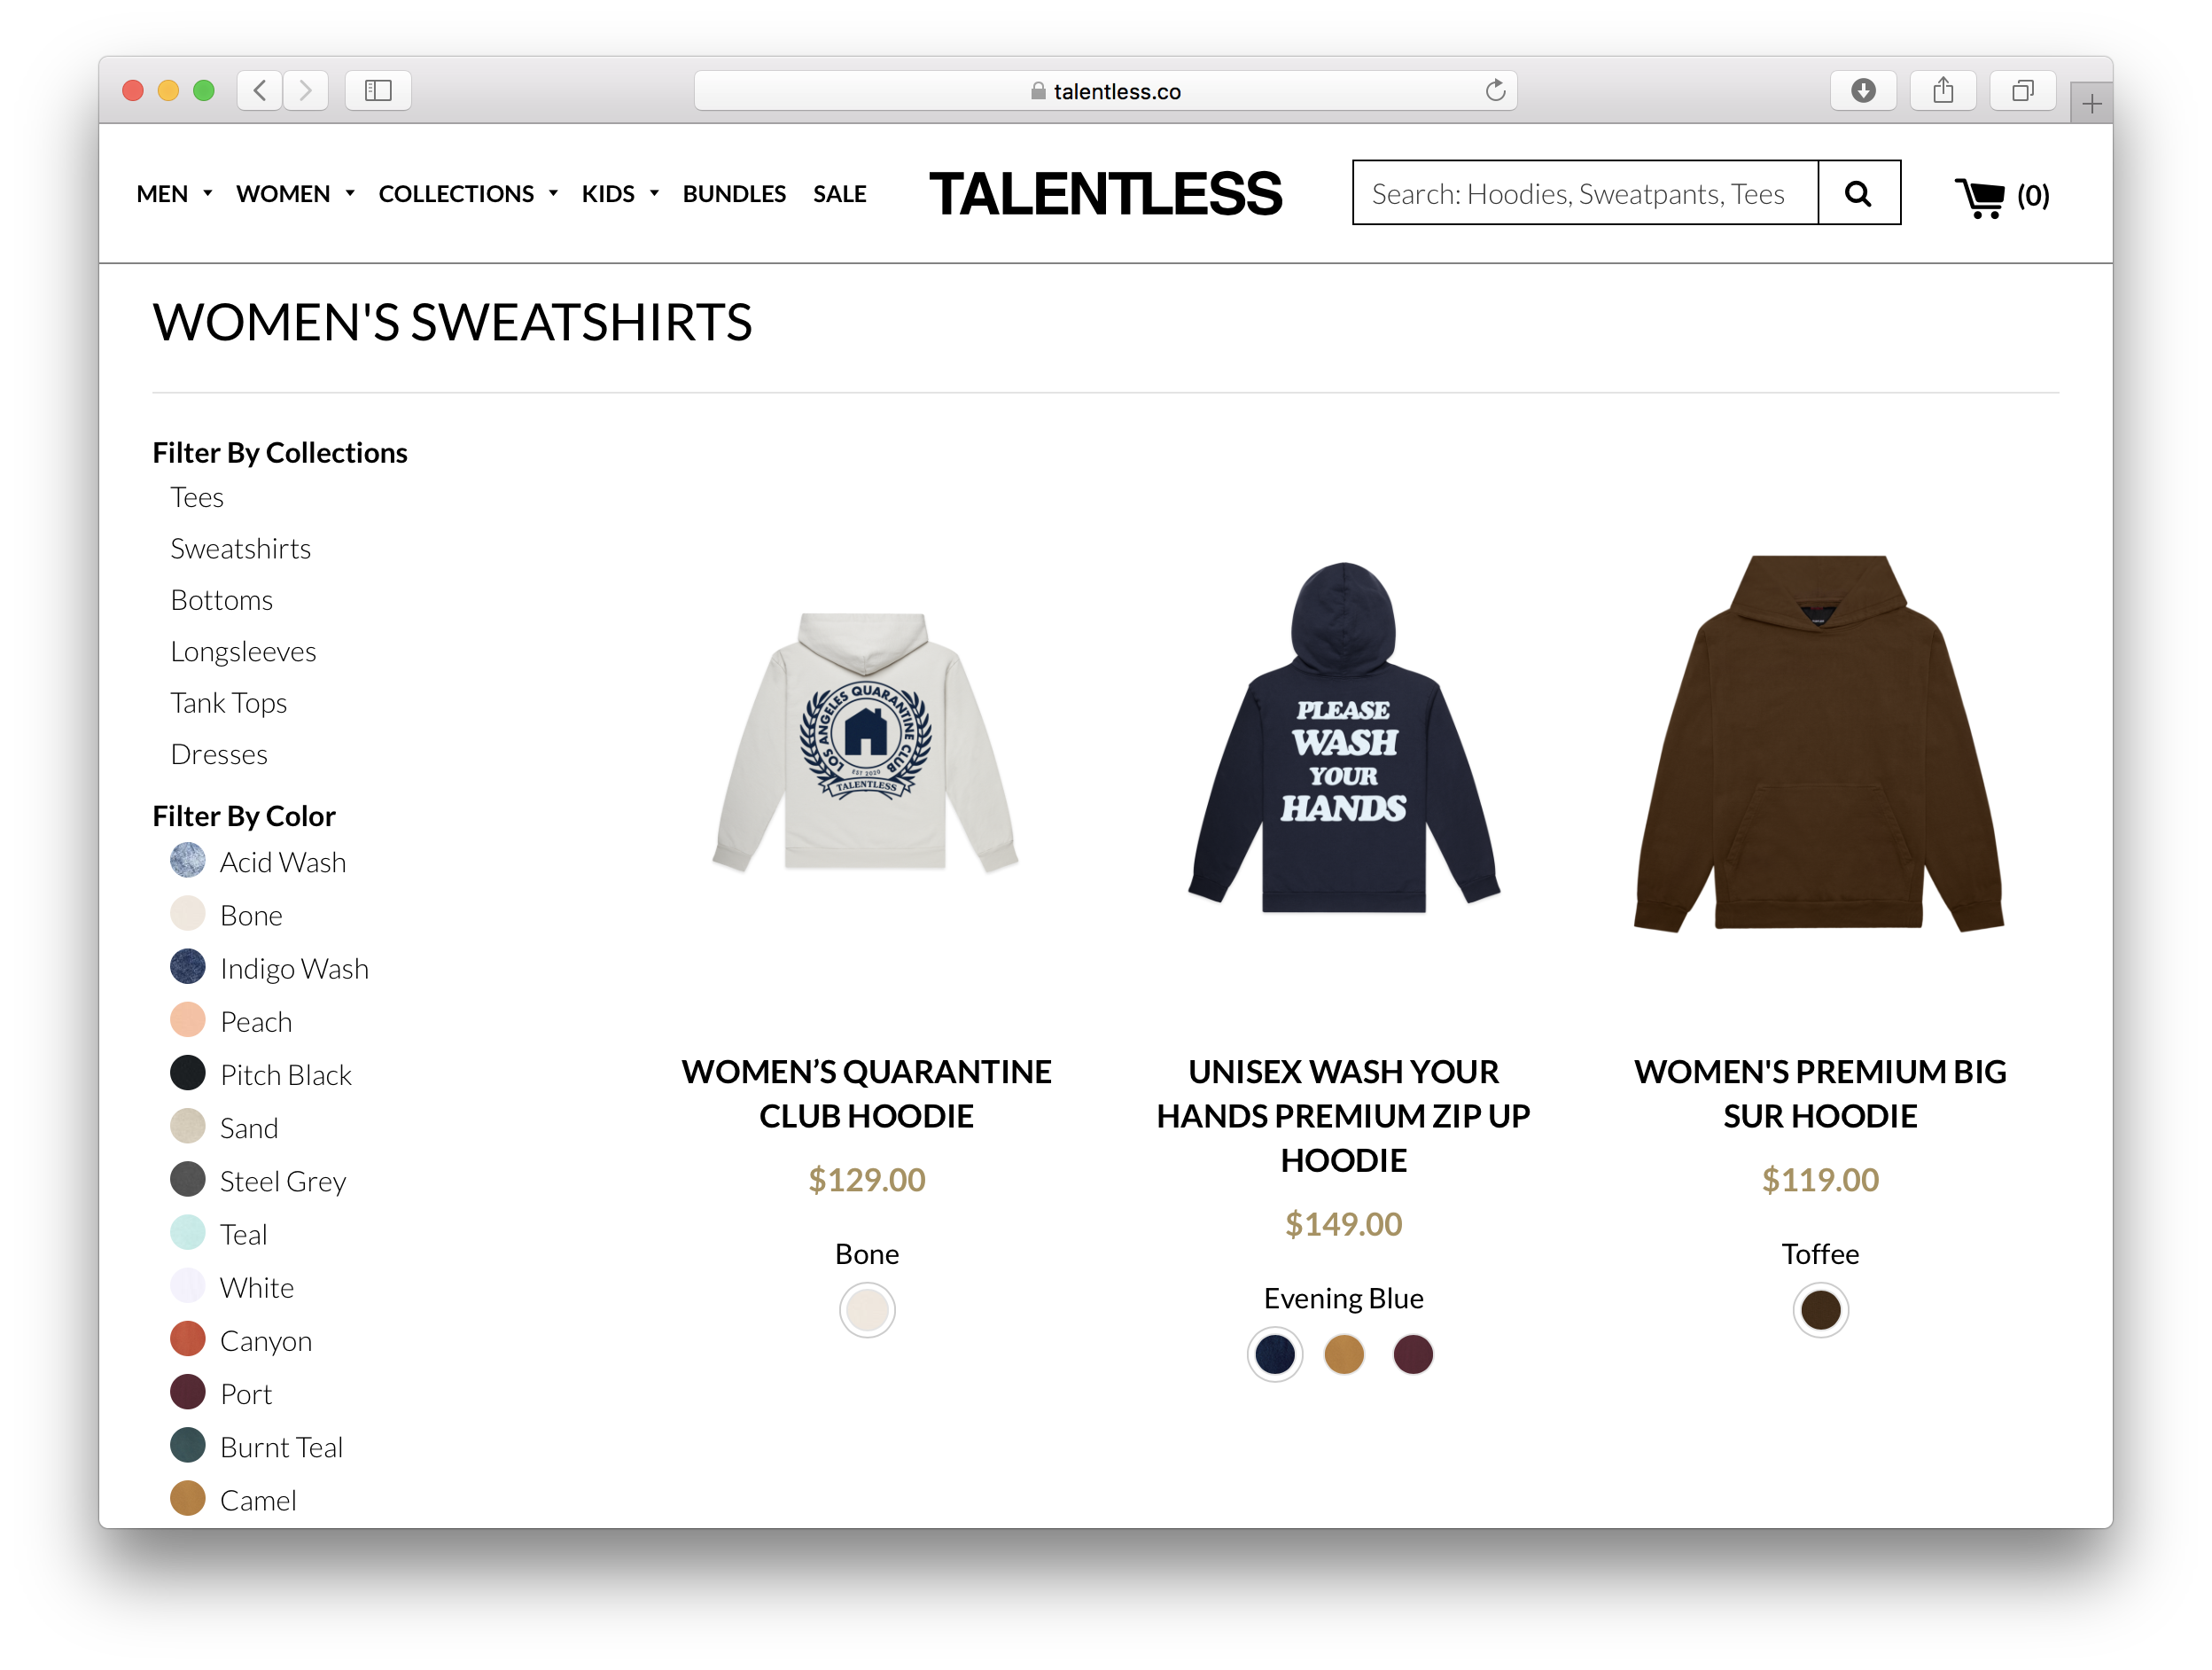 talentless.co
MEN WOMEN COLLECTIONS KIDS BUNDLES SALE
TALENTLESS
Search: Hoodies, Sweatpants, Tees
(0)
WOMEN'S SWEATSHIRTS
Filter By Collections
Tees
Sweatshirts
Bottoms
Longsleeves
Tank Tops
Dresses
Filter By Color
Acid Wash
Bone
Indigo Wash
Peach
Pitch Black
Sand
Steel Grey
Teal
White
Canyon
Port
Burnt Teal
Camel
LOS ANGELES QUARANTINE CLUB
EST 2020
TALENTLESS
WOMEN’S QUARANTINE
CLUB HOODIE
$129.00
Bone
PLEASE
WASH
YOUR
HANDS
UNISEX WASH YOUR
HANDS PREMIUM ZIP UP
HOODIE
$149.00
Evening Blue
WOMEN'S PREMIUM BIG
SUR HOODIE
$119.00
Toffee